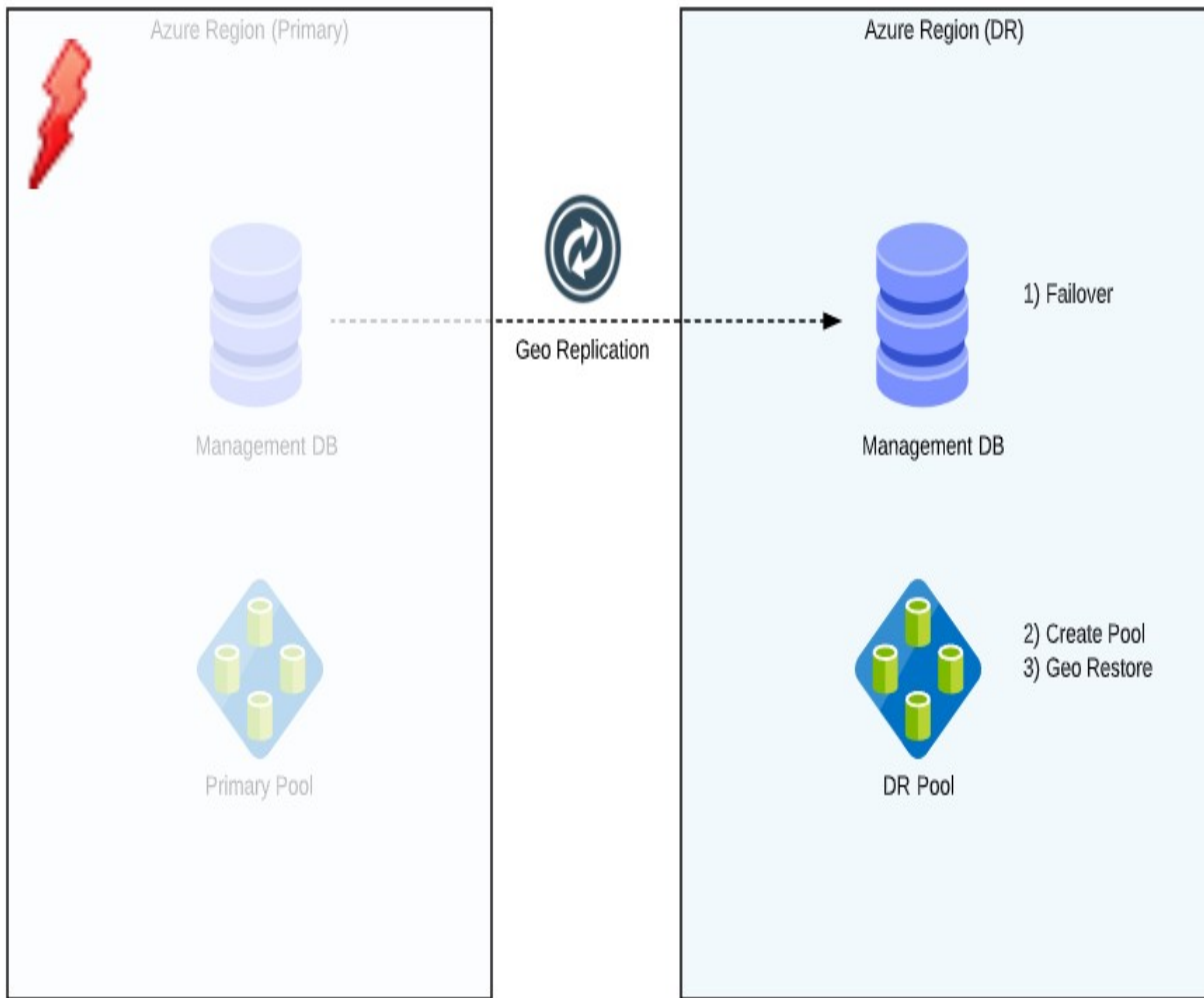 Azure Region (Primary)
Azure Region (DR)
1) Failover
Geo Replication
Management DB
Management DB
2) Create Pool
3) Geo Restore
Primary Pool
DR Pool